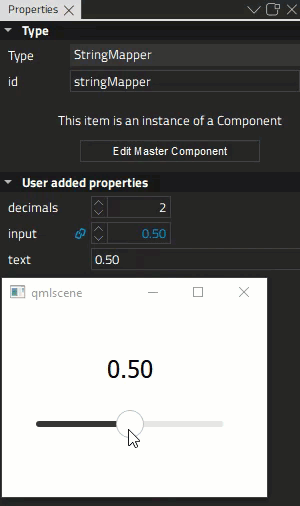 Properties
Type
Type StringMapper
id stringMapper
This item is an instance of a Component
Edit Master Component
User added properties
decimals 2
input 0.50
text 0.50
qmlscene
0.50